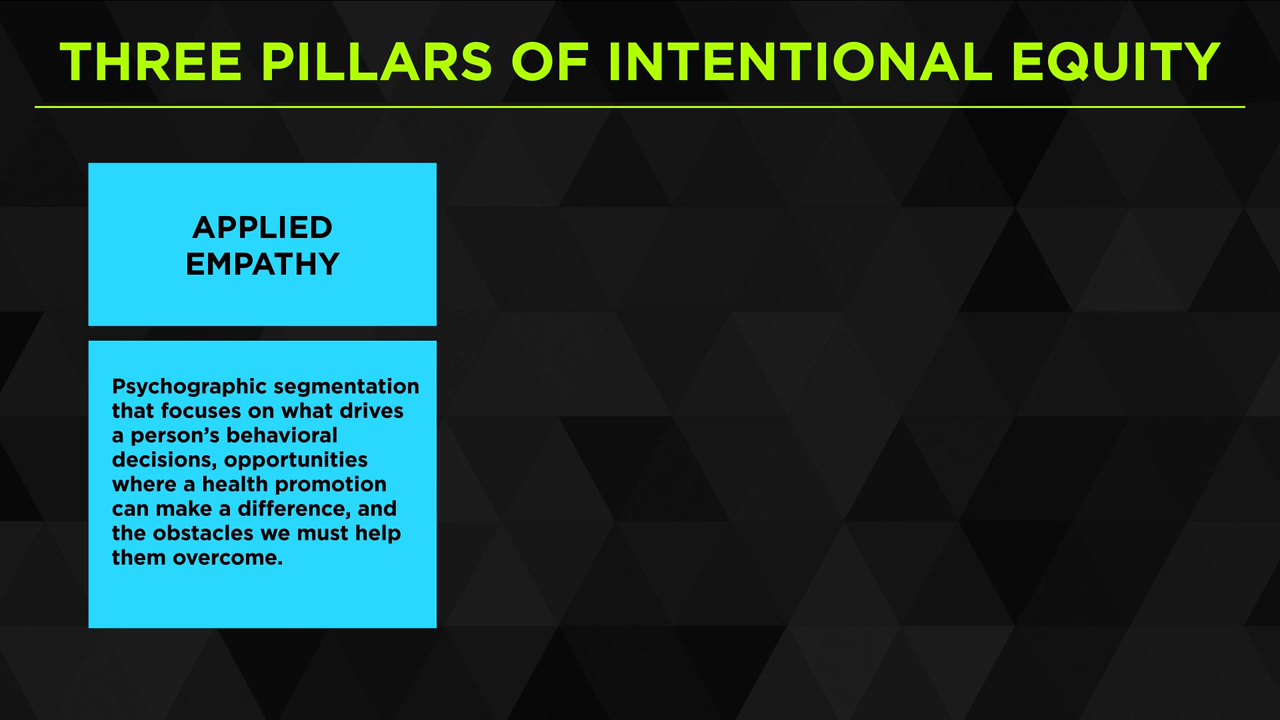 THREE PILLARS OF INTENTIONAL EQUITY
APPLIED
EMPATHY
Psychographic segmentation
that focuses on what drives
a person’s behavioral
decisions, opportunities
where a health promotion
can make a difference, and
the obstacles we must help
them overcome.